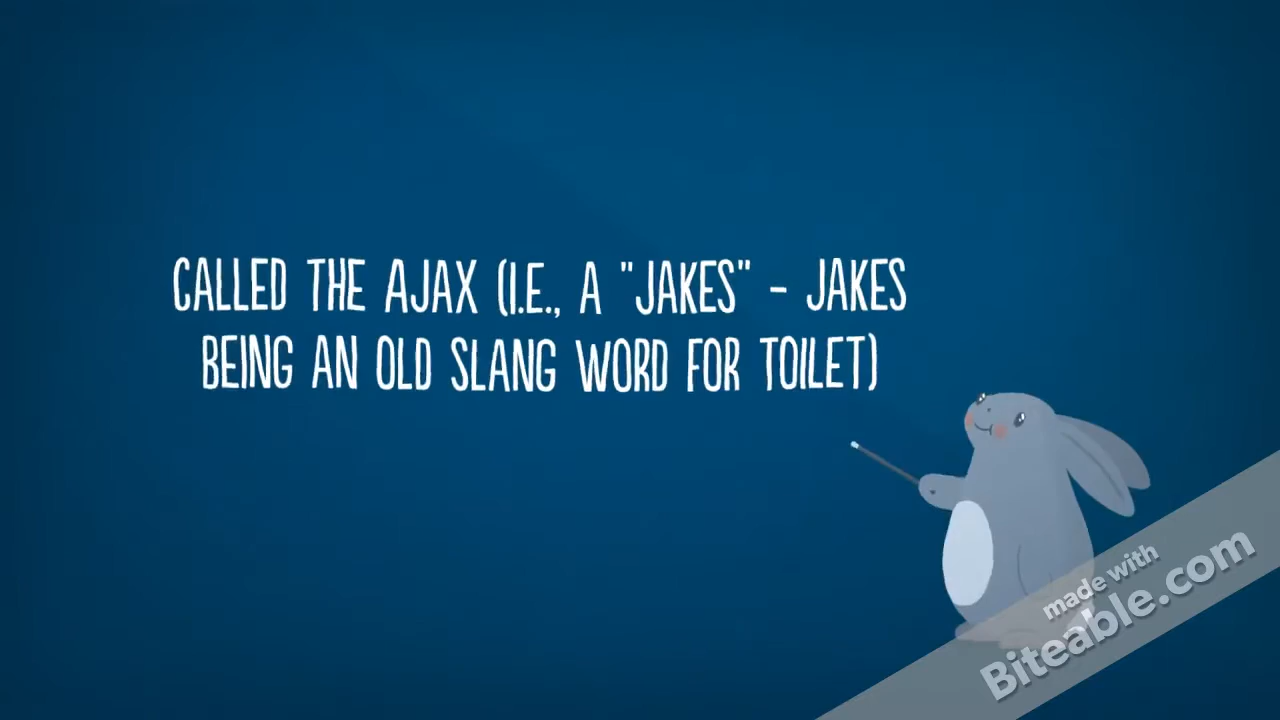 CALLED THE AJAX (I.E., A "JAKES" - JAKES
BEING AN OLD SLANG WORD FOR TOILET)
made with
Biteable.com